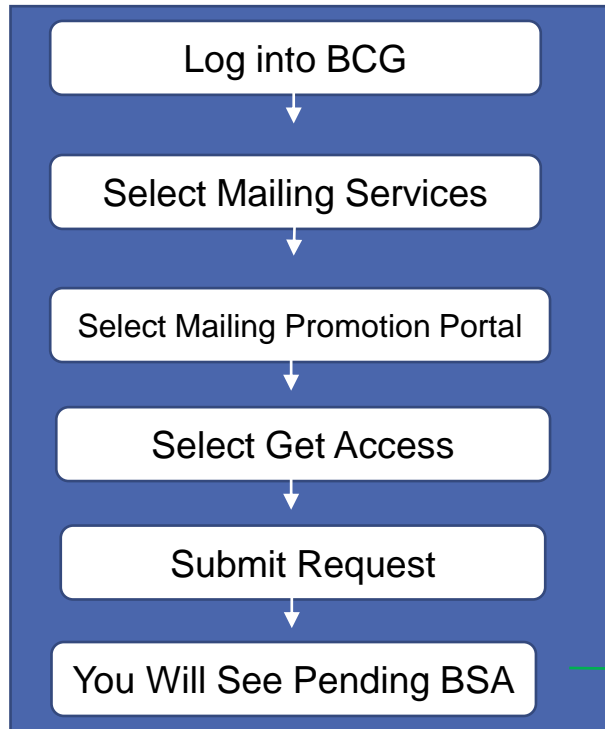 Log into BCG
Select Mailing Services
Select Mailing Promotion Portal
Select Get Access
Submit Request
You Will See Pending BSA